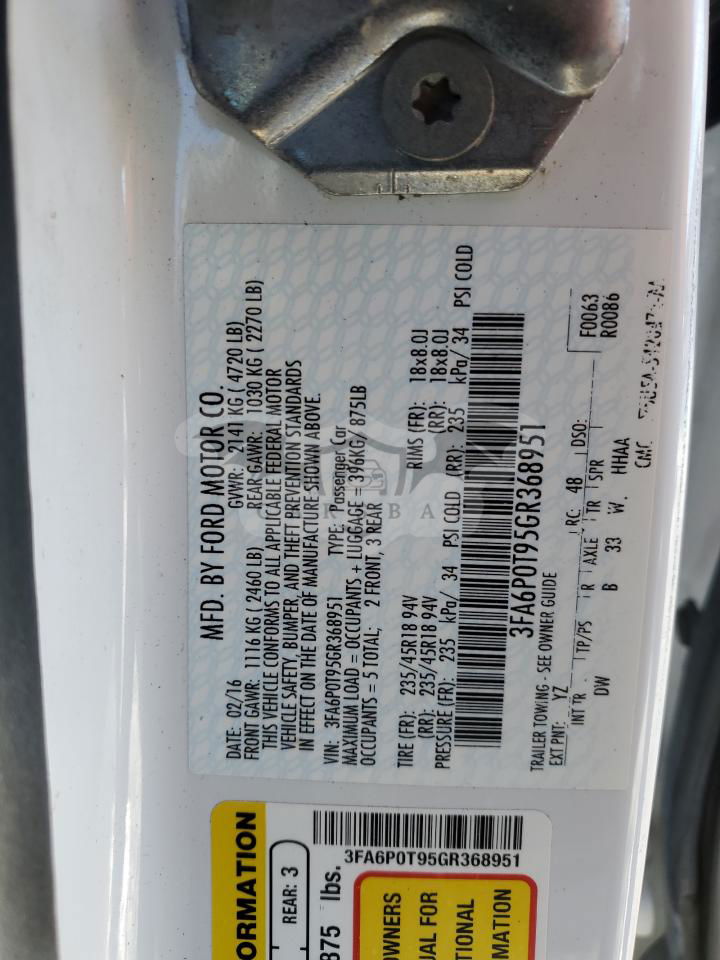 MFD. BY FORD MOTOR CO.
DATE: 02/16 GVWR: 2141 KG ( 4720 LB)
FRONT GAWR: 1116 KG ( 2460 LB) REAR GAWR: 1030 KG ( 2270 LB)
THIS VEHICLE CONFORMS TO ALL APPLICABLE FEDERAL MOTOR
VEHICLE SAFETY, BUMPER, AND THEFT PREVENTION STANDARDS
IN EFFECT ON THE DATE OF MANUFACTURE SHOWN ABOVE.
VIN: 3FA6P0T95GR368951 TYPE: Passenger Car
MAXIMUM LOAD = OCCUPANTS + LUGGAGE = 396KG/ 875LB
OCCUPANTS = 5 TOTAL: 2 FRONT, 3 REAR
TIRE (FR): 235/45R18 94V RIMS (FR): 18x8.0J
(RR): 235/45R18 94V (RR): 18x8.0J
PRESSURE (FR): 235 kPa/ 34 PSI COLD (RR): 235 kPa/ 34 PSI COLD
3FA6P0T95GR368951
TRAILER TOWING - SEE OWNER GUIDE
EXT PNT: YZ RC: 48 DSO:
INT TR TP/PS R AXLE TR SPR F0063
DW B 33 W. HHAA R0086
CMC
ORMATION
REAR: 3
875 lbs.
3FA6P0T95GR368951
OWNERS
UAL FOR
TIONAL
MATION